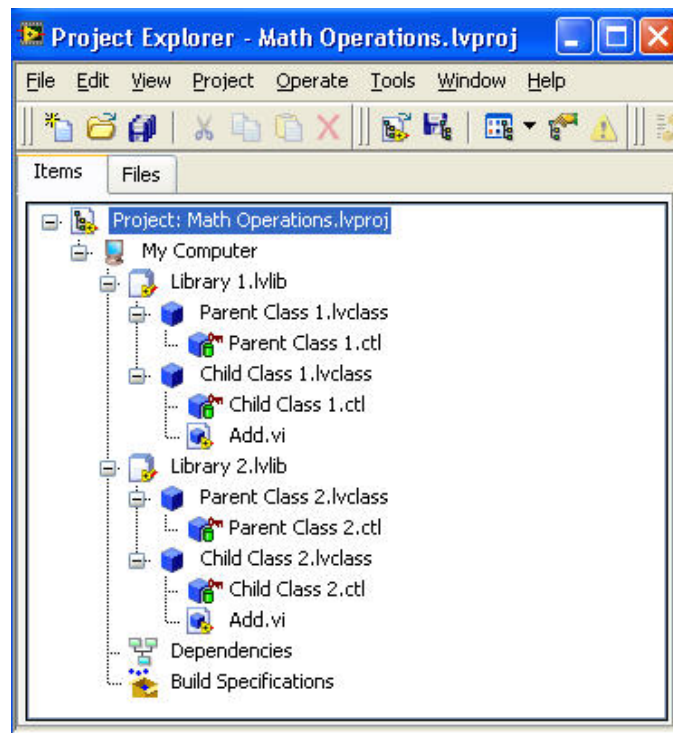 Project Explorer - Math Operations.lvproj
File Edit View Project Operate Tools Window Help
Items Files
Project: Math Operations.lvproj
My Computer
Library 1.lvlib
Parent Class 1.lvclass
Parent Class 1.ctl
Child Class 1.lvclass
Child Class 1.ctl
Add.vi
Library 2.lvlib
Parent Class 2.lvclass
Parent Class 2.ctl
Child Class 2.lvclass
Child Class 2.ctl
Add.vi
Dependencies
Build Specifications